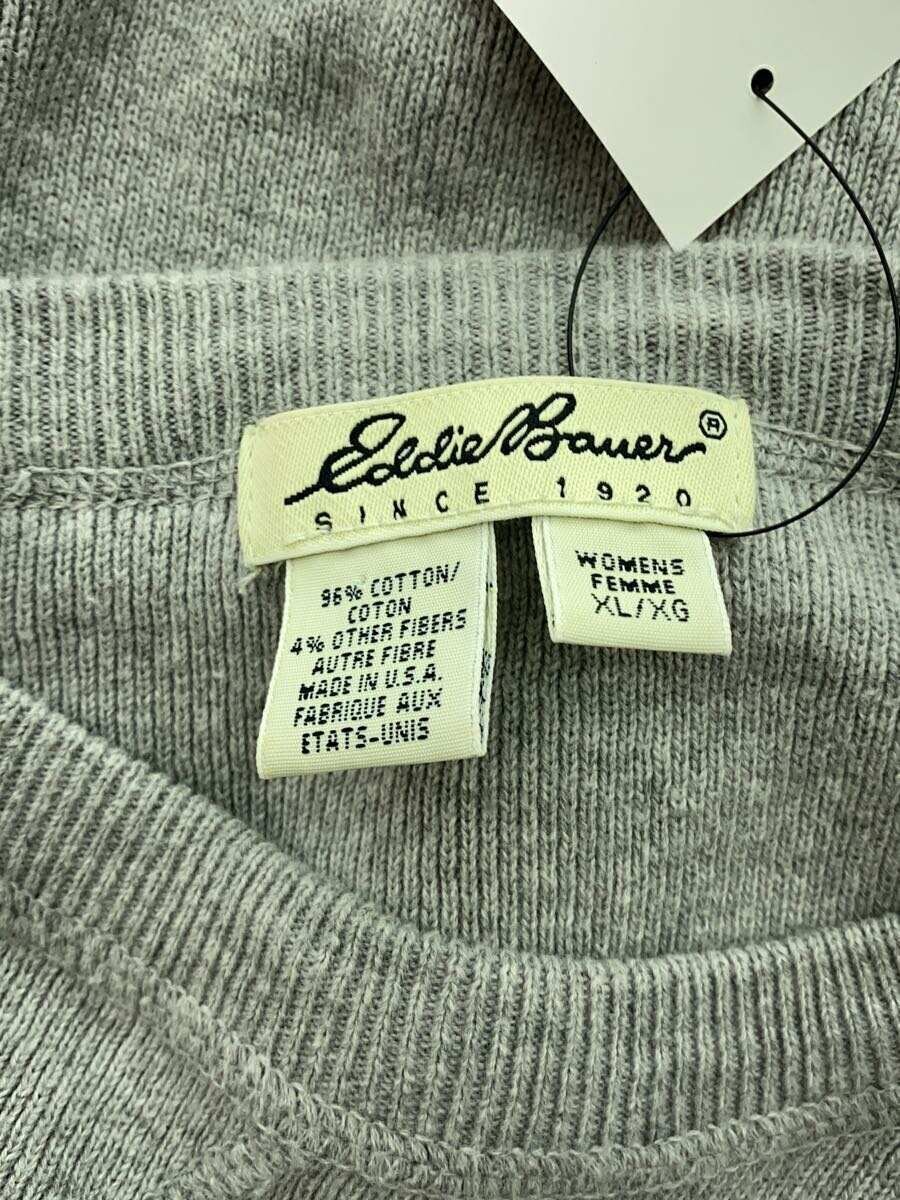 Eddie Bauer®
SINCE 1920
96% COTTON/
COTON
4% OTHER FIBERS
AUTRE FIBRE
MADE IN U.S.A.
FABRIQUE AUX
ETATS-UNIS
WOMENS
FEMME
XL/XG